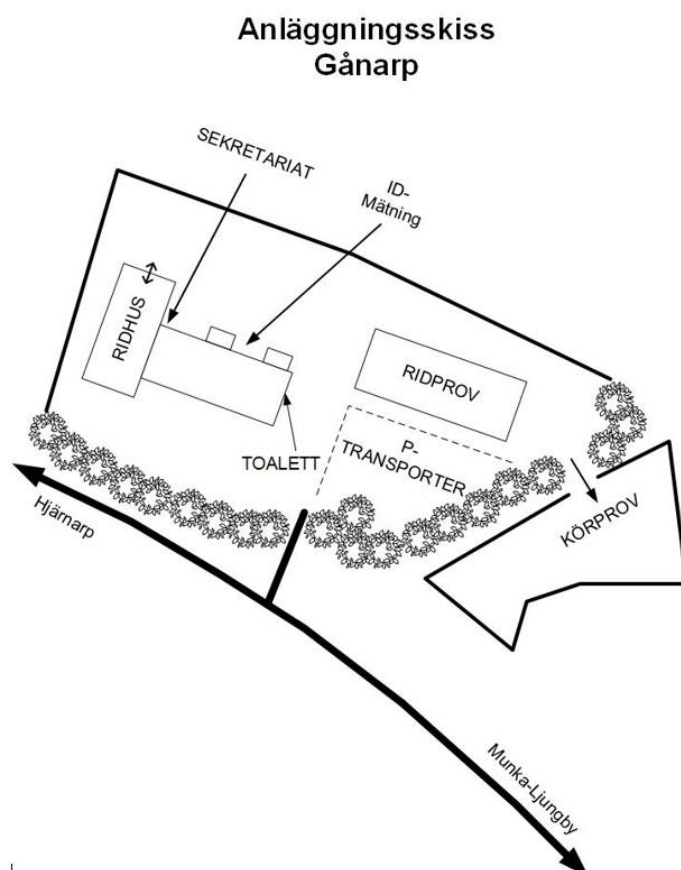 Anläggningsskiss
Gånarp
SEKRETARIAT
ID-
Mätning
RIDHUS
RIDPROV
TOALETT
P-
TRANSPORTER
KÖRPROV
Hjärnarp
Munka-Ljungby